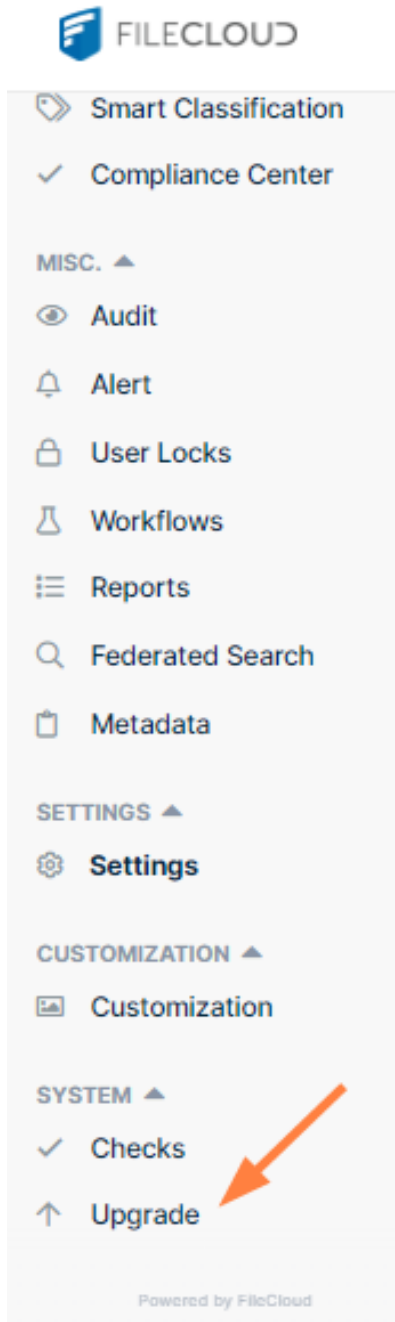 FILECLOUD
Smart Classification
Compliance Center
MISC.
Audit
Alert
User Locks
Workflows
Reports
Federated Search
Metadata
SETTINGS
Settings
CUSTOMIZATION
Customization
SYSTEM
Checks
Upgrade
Powered by FileCloud